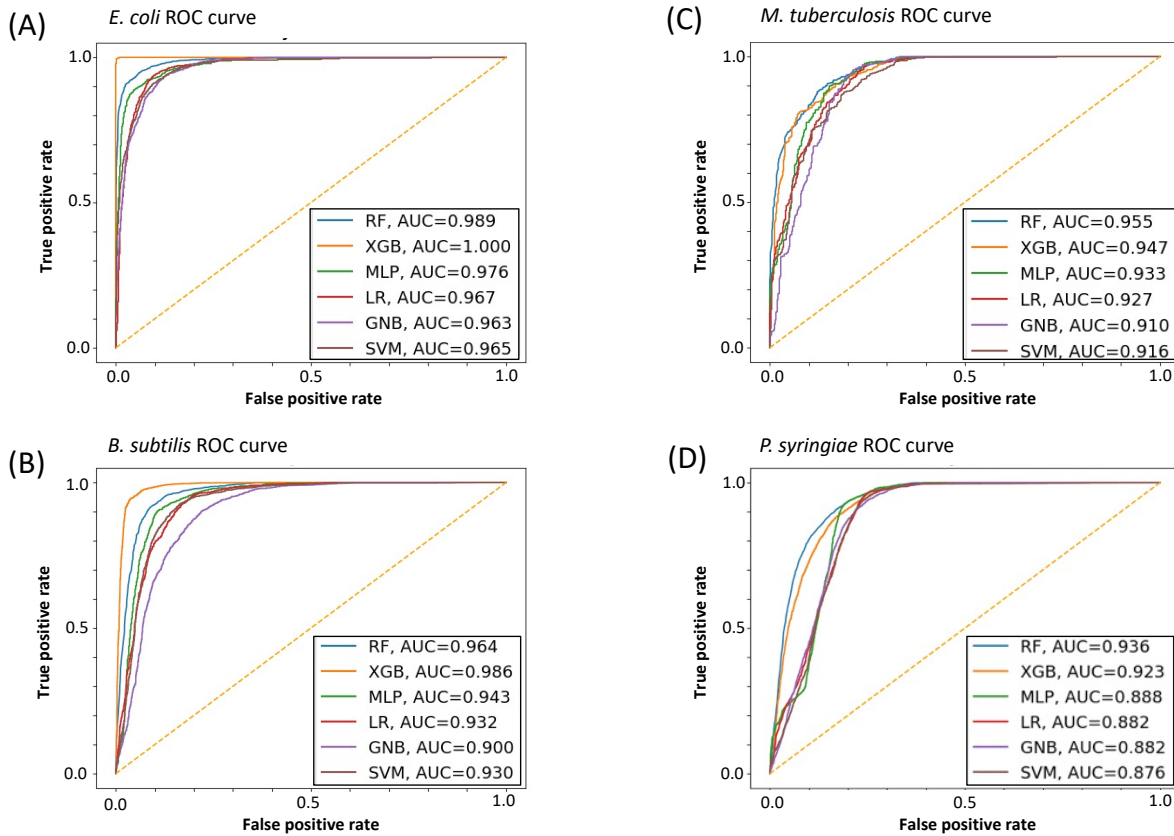 (A)
E. coli ROC curve
1.0
0.5
0.0
True positive rate
RF, AUC=0.989
XGB, AUC=1.000
MLP, AUC=0.976
LR, AUC=0.967
GNB, AUC=0.963
SVM, AUC=0.965
0.0
0.5
1.0
False positive rate
(C)
M. tuberculosis ROC curve
1.0
0.5
0.0
True positive rate
RF, AUC=0.955
XGB, AUC=0.947
MLP, AUC=0.933
LR, AUC=0.927
GNB, AUC=0.910
SVM, AUC=0.916
0.0
0.5
1.0
False positive rate
(B)
B. subtilis ROC curve
1.0
0.5
0.0
True positive rate
RF, AUC=0.964
XGB, AUC=0.986
MLP, AUC=0.943
LR, AUC=0.932
GNB, AUC=0.900
SVM, AUC=0.930
0.0
0.5
1.0
False positive rate
(D)
P. syringiae ROC curve
1.0
0.5
0.0
True positive rate
RF, AUC=0.936
XGB, AUC=0.923
MLP, AUC=0.888
LR, AUC=0.882
GNB, AUC=0.882
SVM, AUC=0.876
0.0
0.5
1.0
False positive rate